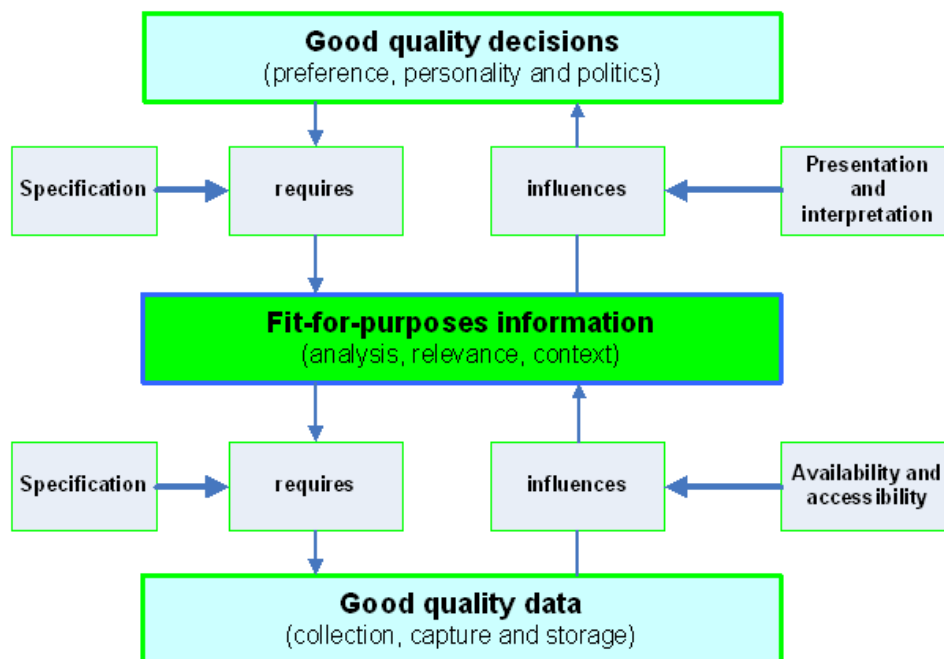 Good quality decisions
(preference, personality and politics)
Specification
requires
influences
Presentation
and
interpretation
Fit-for-purposes information
(analysis, relevance, context)
Specification
requires
influences
Availability and
accessibility
Good quality data
(collection, capture and storage)